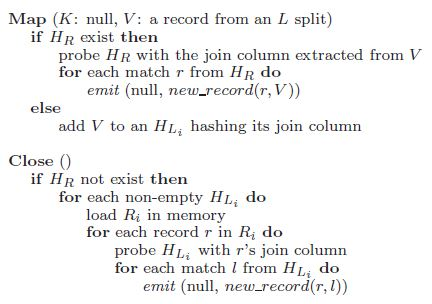 Map (K: null, V: a record from an L split)
if H_R exist then
probe H_R with the join column extracted from V
for each match r from H_R do
emit (null, new_record(r, V))
else
add V to an H_{L_i} hashing its join column
Close ()
if H_R not exist then
for each non-empty H_{L_i} do
load R_i in memory
for each record r in R_i do
probe H_{L_i} with r's join column
for each match l from H_{L_i} do
emit (null, new_record(r, l))